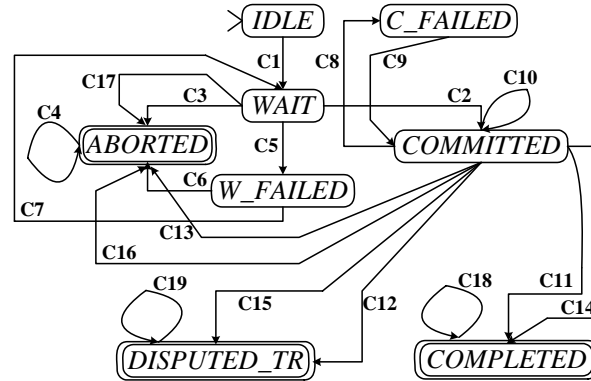 IDLE
C_FAILED
C1
C8
C9
C17
C10
C4
C3
WAIT
C2
ABORTED
C5
COMMITTED
C6
W_FAILED
C7
C13
C16
C19
C15
C12
C18
C11
C14
DISPUTED_TR
COMPLETED